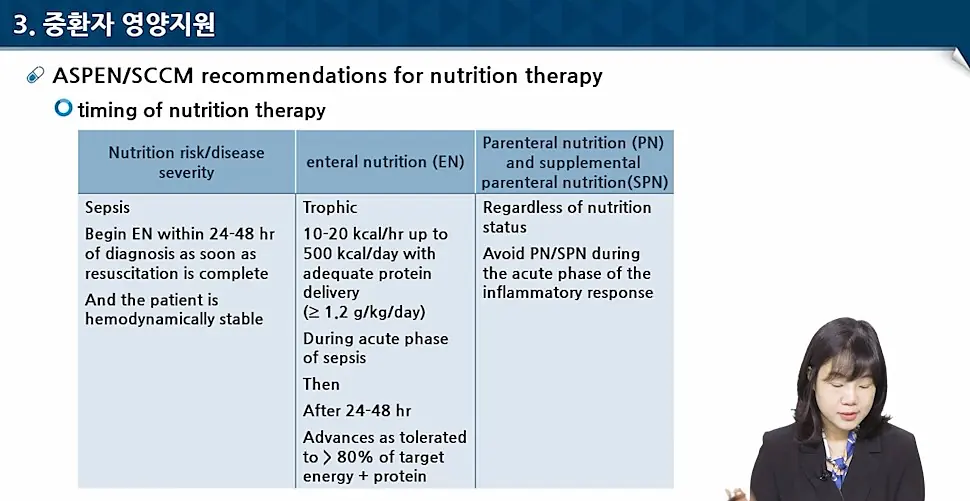 3. 중환자 영양지원
ASPEN/SCCM recommendations for nutrition therapy
timing of nutrition therapy
Nutrition risk/disease
severity
enteral nutrition (EN)
Parenteral nutrition (PN)
and supplemental
parenteral nutrition(SPN)
Sepsis
Begin EN within 24-48 hr
of diagnosis as soon as
resuscitation is complete
And the patient is
hemodynamically stable
Trophic
10-20 kcal/hr up to
500 kcal/day with
adequate protein
delivery
(≥ 1.2 g/kg/day)
During acute phase
of sepsis
Then
After 24-48 hr
Advances as tolerated
to > 80% of target
energy + protein
Regardless of nutrition
status
Avoid PN/SPN during
the acute phase of the
inflammatory response